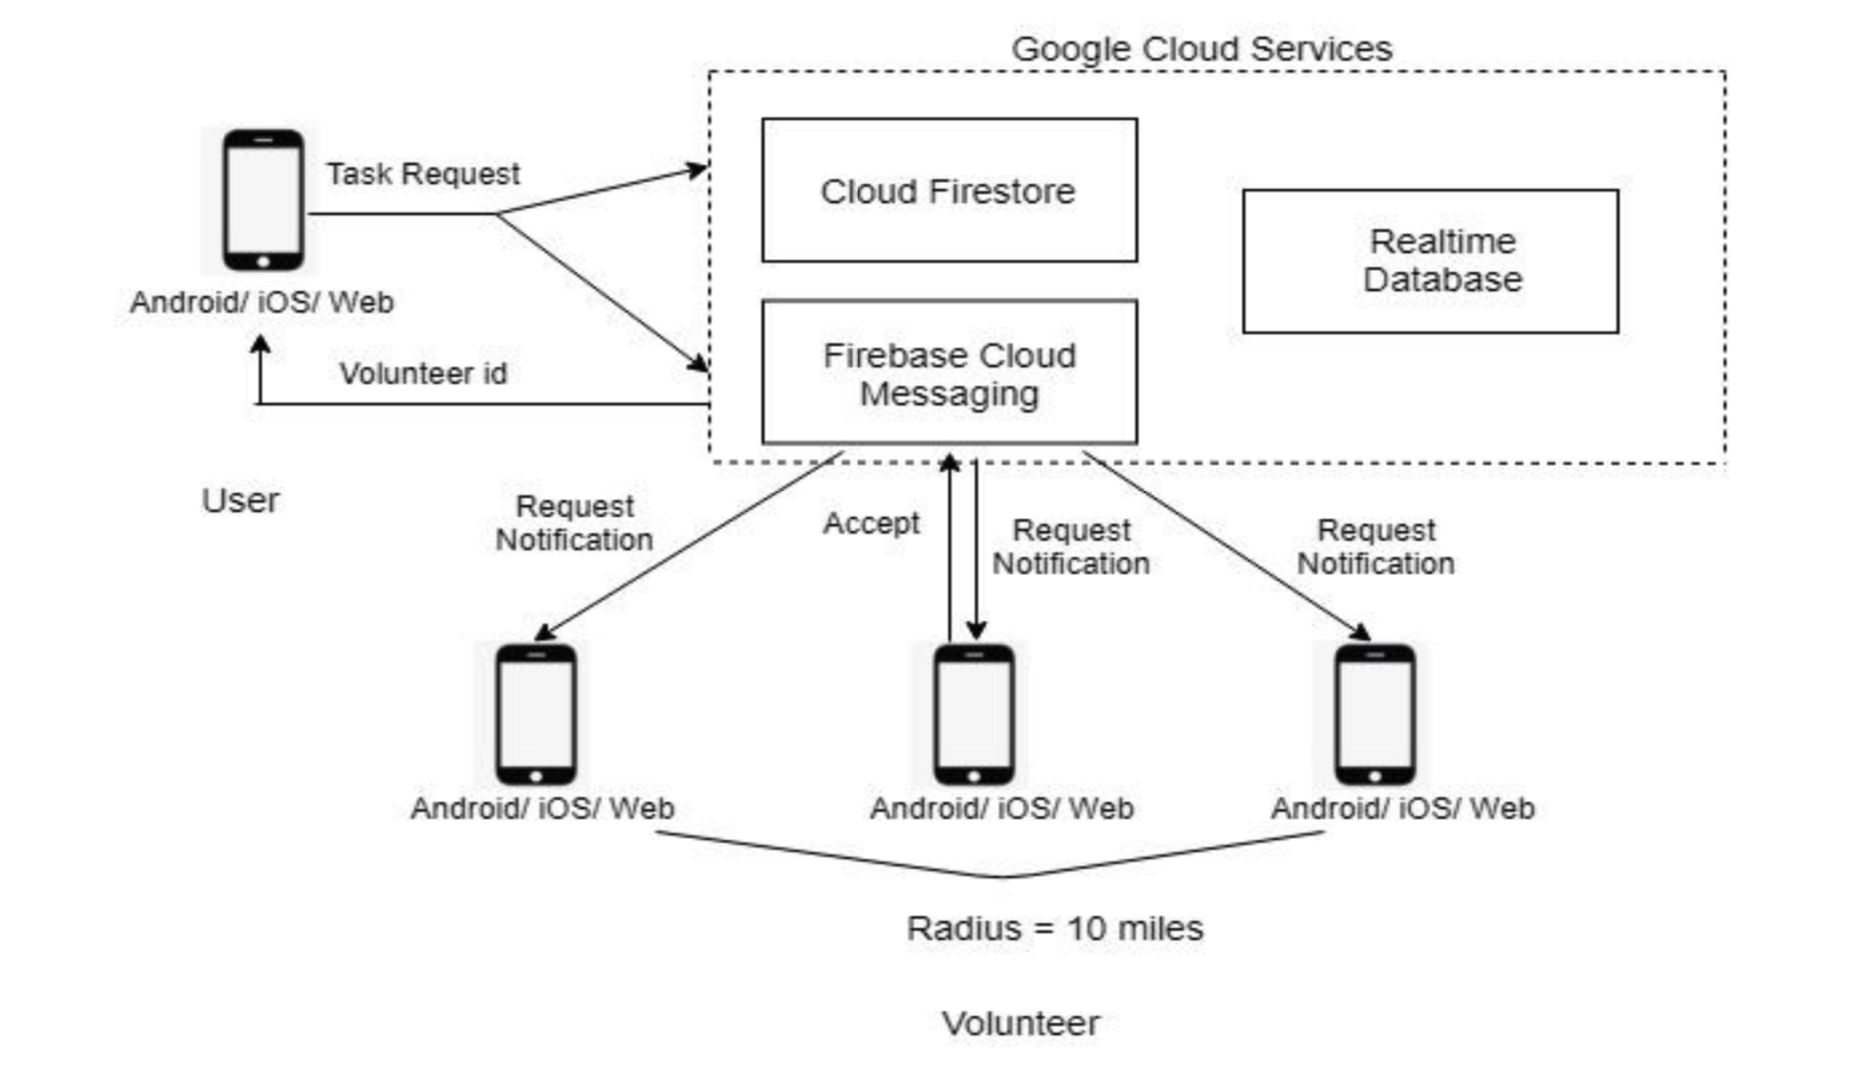 Google Cloud Services
Task Request
Cloud Firestore
Realtime
Database
Android/ iOS/ Web
Firebase Cloud
Messaging
Volunteer id
User
Request
Notification
Accept
Request
Notification
Request
Notification
Android/ iOS/ Web
Android/ iOS/ Web
Android/ iOS/ Web
Radius = 10 miles
Volunteer